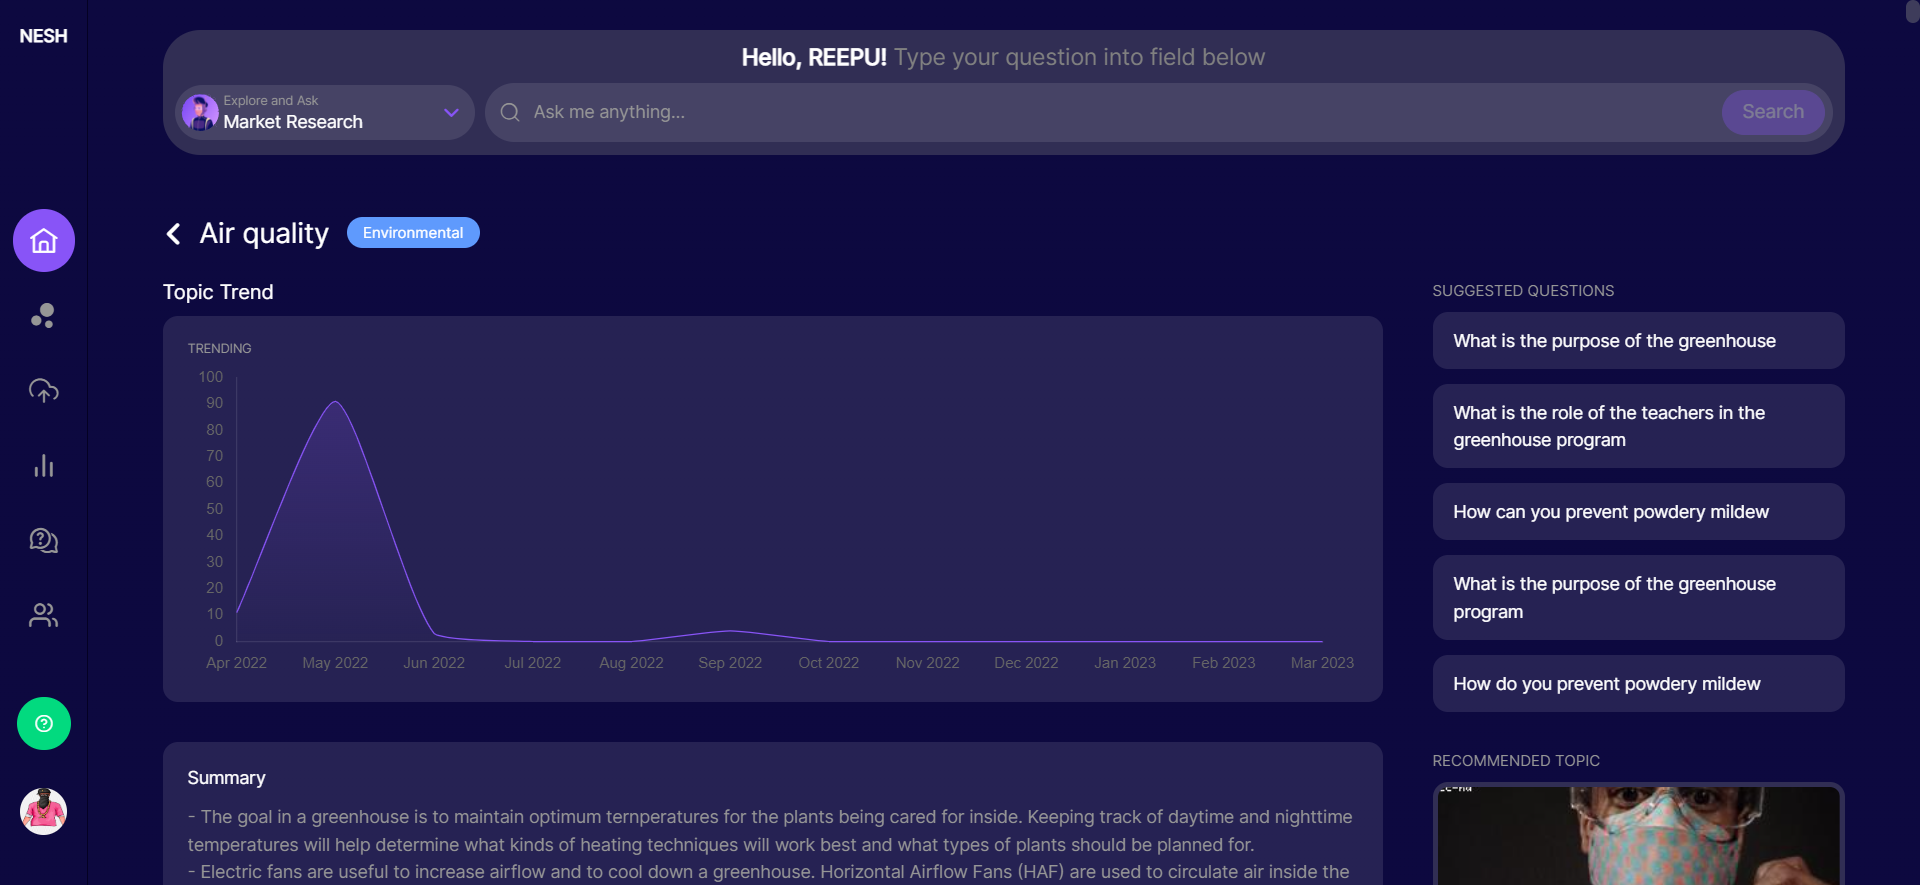 NESH
Hello, REEPU! Type your question into field below
Explore and Ask
Market Research
Ask me anything...
Search
Air quality
Environmental
Topic Trend
TRENDING
100
90
80
70
60
50
40
30
20
10
0
Apr 2022 May 2022 Jun 2022 Jul 2022 Aug 2022 Sep 2022 Oct 2022 Nov 2022 Dec 2022 Jan 2023 Feb 2023 Mar 2023
Summary
- The goal in a greenhouse is to maintain optimum ternperatures for the plants being cared for inside. Keeping track of daytime and nighttime
temperatures will help determine what kinds of heating techniques will work best and what types of plants should be planned for.
- Electric fans are useful to increase airflow and to cool down a greenhouse. Horizontal Airflow Fans (HAF) are used to circulate air inside the
SUGGESTED QUESTIONS
What is the purpose of the greenhouse
What is the role of the teachers in the
greenhouse program
How can you prevent powdery mildew
What is the purpose of the greenhouse
program
How do you prevent powdery mildew
RECOMMENDED TOPIC